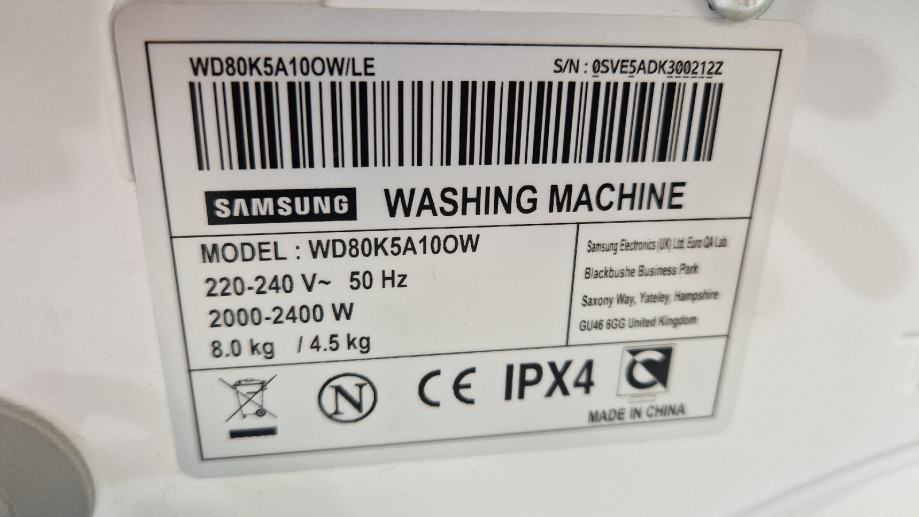 WD80K5A10OW/LE S/N : 0SVE5ADK300212Z
SAMSUNG WASHING MACHINE
MODEL : WD80K5A10OW
220-240 V~ 50 Hz
2000-2400 W
8.0 kg / 4.5 kg
Samsung Electronics (UK) Ltd, Euro QA Lab.
Blackbushe Business Park
Saxony Way, Yateley, Hampshire
GU46 6GG United Kingdom
N CE IPX4
MADE IN CHINA